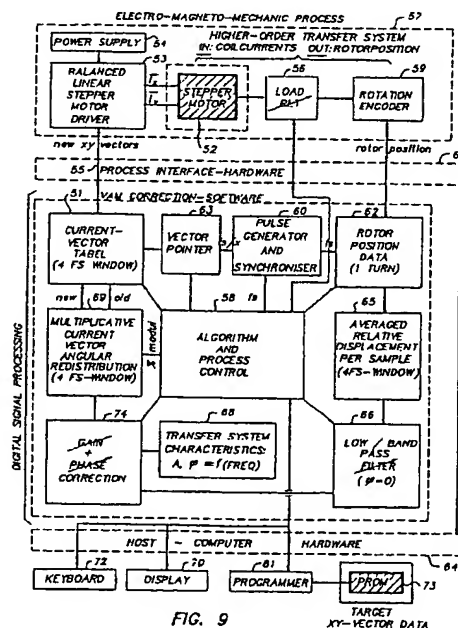 ELECTRO-MAGNETO-MECHANIC PROCESS
57
HIGHER-ORDER TRANSFER SYSTEM
IN: COILCURRENTS OUT: ROTORPOSITION
POWER SUPPLY
54
53
BALANCED
LINEAR
STEPPER
MOTOR
DRIVER
STEPPER
MOTOR
52
56
LOAD
59
ROTATION
ENCODER
new xy vectors
rotor position
55
PROCESS INTERFACE-HARDWARE
VAM CORRECTION-SOFTWARE
DIGITAL SIGNAL PROCESSING
51
CURRENT-
VECTOR
TABEL
(4 FS WINDOW)
63
VECTOR
POINTER
60
PULSE
GENERATOR
AND
SYNCHRONISER
fs
62
ROTOR
POSITION
DATA
(1 TURN)
new
old
69
MULTIPLICATIVE
CURRENT
VECTOR
ANGULAR
REDISTRIBUTION
(4 FS-WINDOW)
58
fs
ALGORITHM
AND
PROCESS
CONTROL
65
AVERAGED
RELATIVE
DISPLACEMENT
PER SAMPLE
(4FS-WINDOW)
74
GAIN
+
PHASE
CORRECTION
68
TRANSFER SYSTEM
CHARACTERISTICS:
A, φ = f(FREQ)
66
LOW / BAND
PASS
FILTER
(φ=0)
HOST - COMPUTER HARDWARE
64
72
KEYBOARD
70
DISPLAY
61
PROGRAMMER
PROM
73
TARGET
XY-VECTOR DATA
FIG. 9